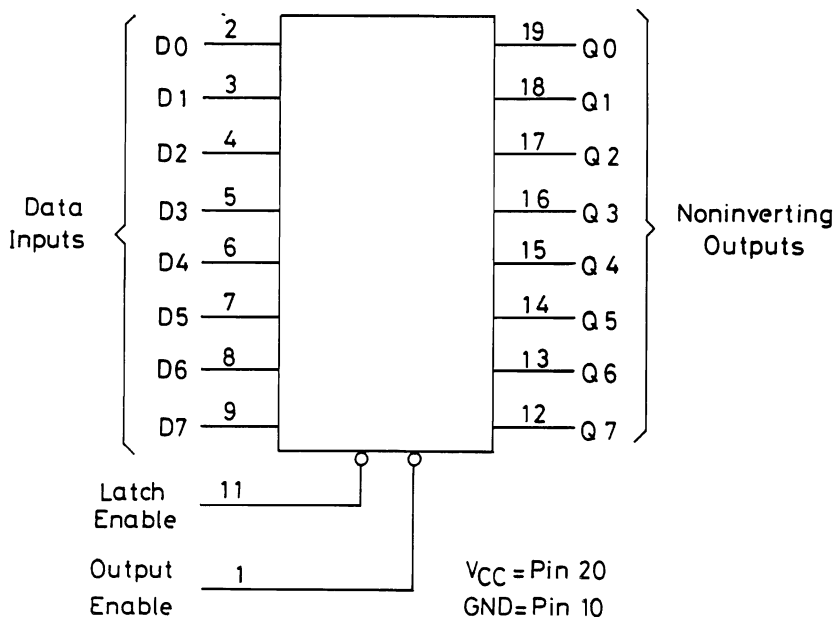 D0 2 19 Q0
D1 3 18 Q1
D2 4 17 Q2
D3 5 16 Q3
D4 6 15 Q4
D5 7 14 Q5
D6 8 13 Q6
D7 9 12 Q7
Data
Inputs
Noninverting
Outputs
Latch
Enable
11
Output
Enable
1
VCC = Pin 20
GND= Pin 10